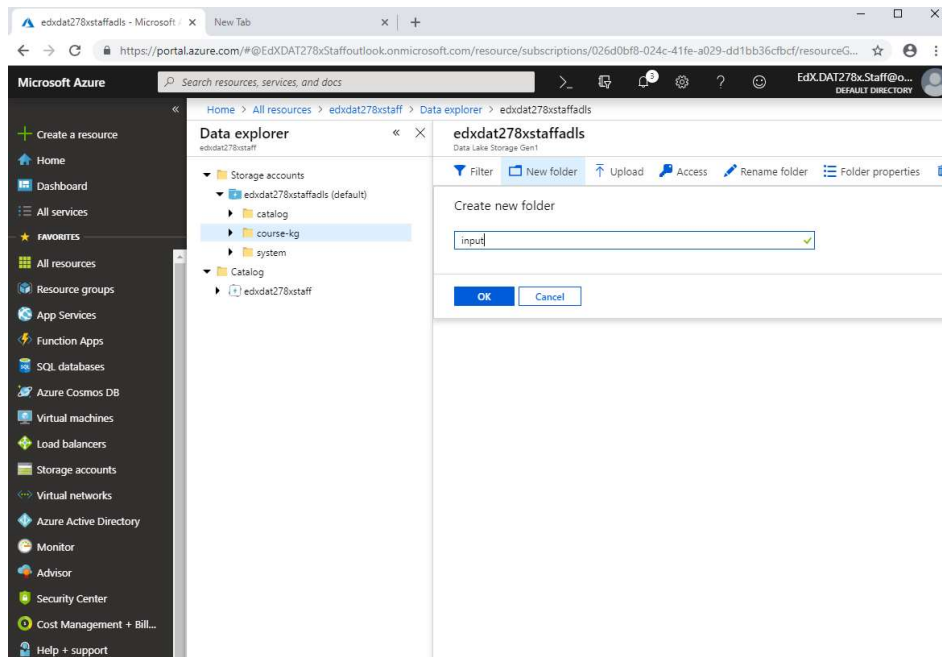 edxdat278xstaffadls - Microsoft A
New Tab
https://portal.azure.com/#@EdXDAT278xStaffoutlook.onmicrosoft.com/resource/subscriptions/026d0bf8-024c-41fe-a029-dd1bb36cfbcf/resourceG...
Microsoft Azure
Search resources, services, and docs
3
EdX.DAT278x.Staff@o...
DEFAULT DIRECTORY
Home > All resources > edxdat278xstaff > Data explorer > edxdat278xstaffadls
Create a resource
Home
Dashboard
All services
FAVORITES
All resources
Resource groups
App Services
Function Apps
SQL databases
Azure Cosmos DB
Virtual machines
Load balancers
Storage accounts
Virtual networks
Azure Active Directory
Monitor
Advisor
Security Center
Cost Management + Bill...
Help + support
Data explorer
edxdat278xstaff
Storage accounts
edxdat278xstaffadls (default)
catalog
course-kg
system
Catalog
edxdat278xstaff
edxdat278xstaffadls
Data Lake Storage Gen1
Filter New folder Upload Access Rename folder Folder properties
Create new folder
input
OK Cancel